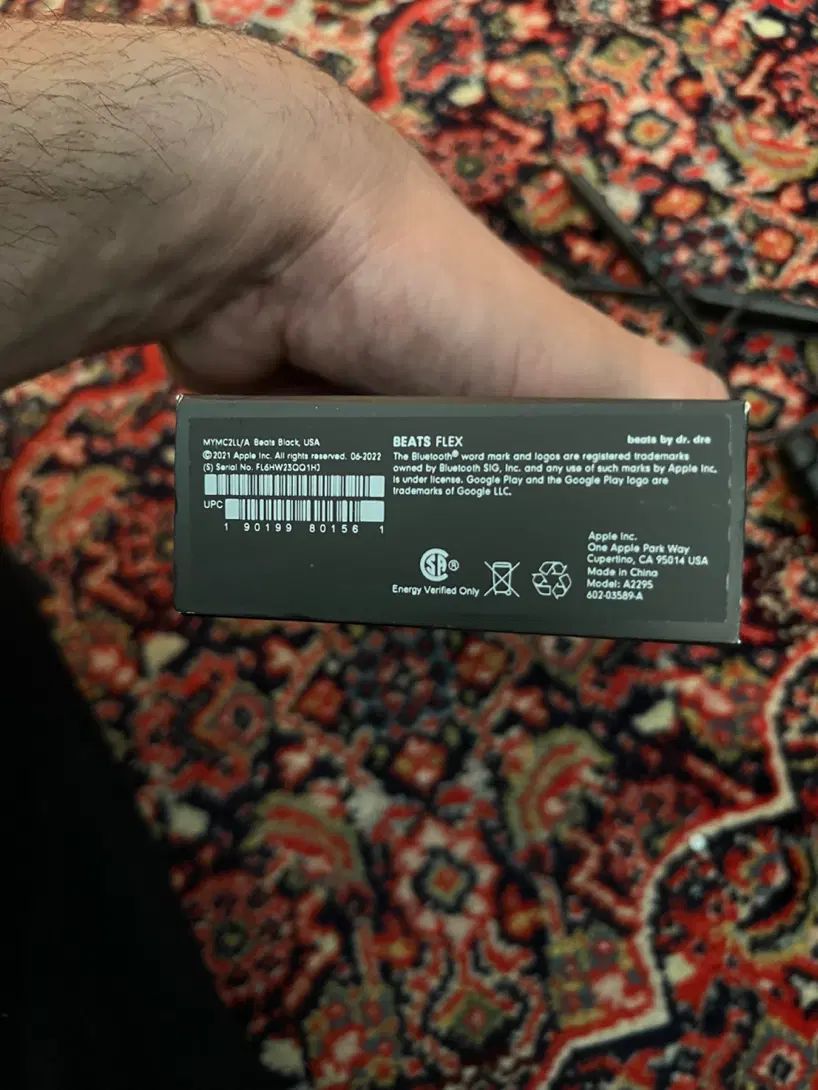 MYMC2LL/A Beats Black, USA
©2021 Apple Inc. All rights reserved. 06-2022
(S) Serial No. FL6HW23QQ1HJ
UPC
1 90199 80156 1
BEATS FLEX
beats by dr. dre
The Bluetooth® word mark and logos are registered trademarks
owned by Bluetooth SIG, Inc. and any use of such marks by Apple Inc.
is under license. Google Play and the Google Play logo are
trademarks of Google LLC.
SA ®
Energy Verified Only
Apple Inc.
One Apple Park Way
Cupertino, CA 95014 USA
Made in China
Model: A2295
602-03589-A